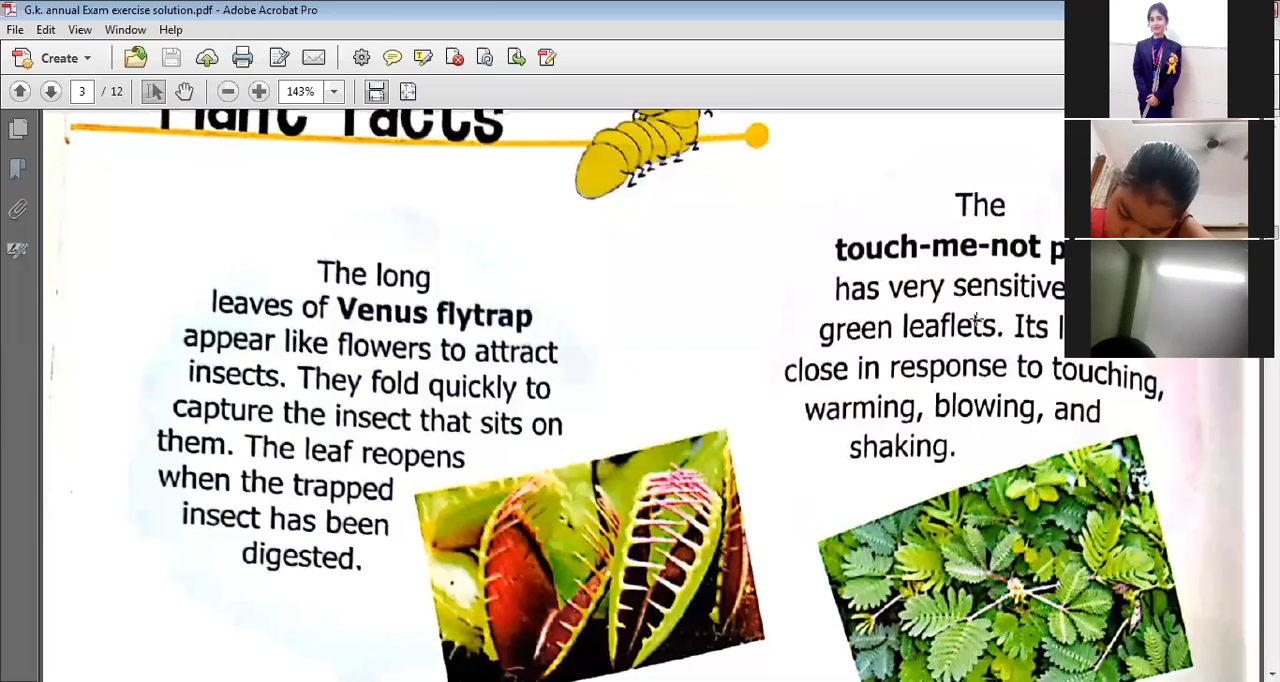 G.k. annual Exam exercise solution.pdf - Adobe Acrobat Pro
File Edit View Window Help
Create
3 / 12
143%
Plant Facts
The long
leaves of Venus flytrap
appear like flowers to attract
insects. They fold quickly to
capture the insect that sits on
them. The leaf reopens
when the trapped
insect has been
digested.
The
touch-me-not
has very sensitive
green leaflets. Its
close in response to touching,
warming, blowing, and
shaking.